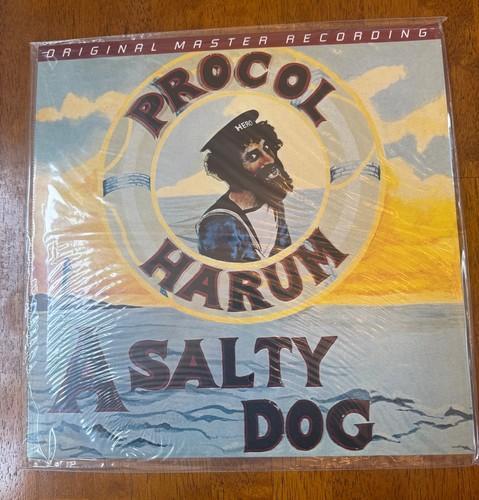 ORIGINAL MASTER RECORDING
PROCOL
HERO
HARUM
A SALTY
DOG